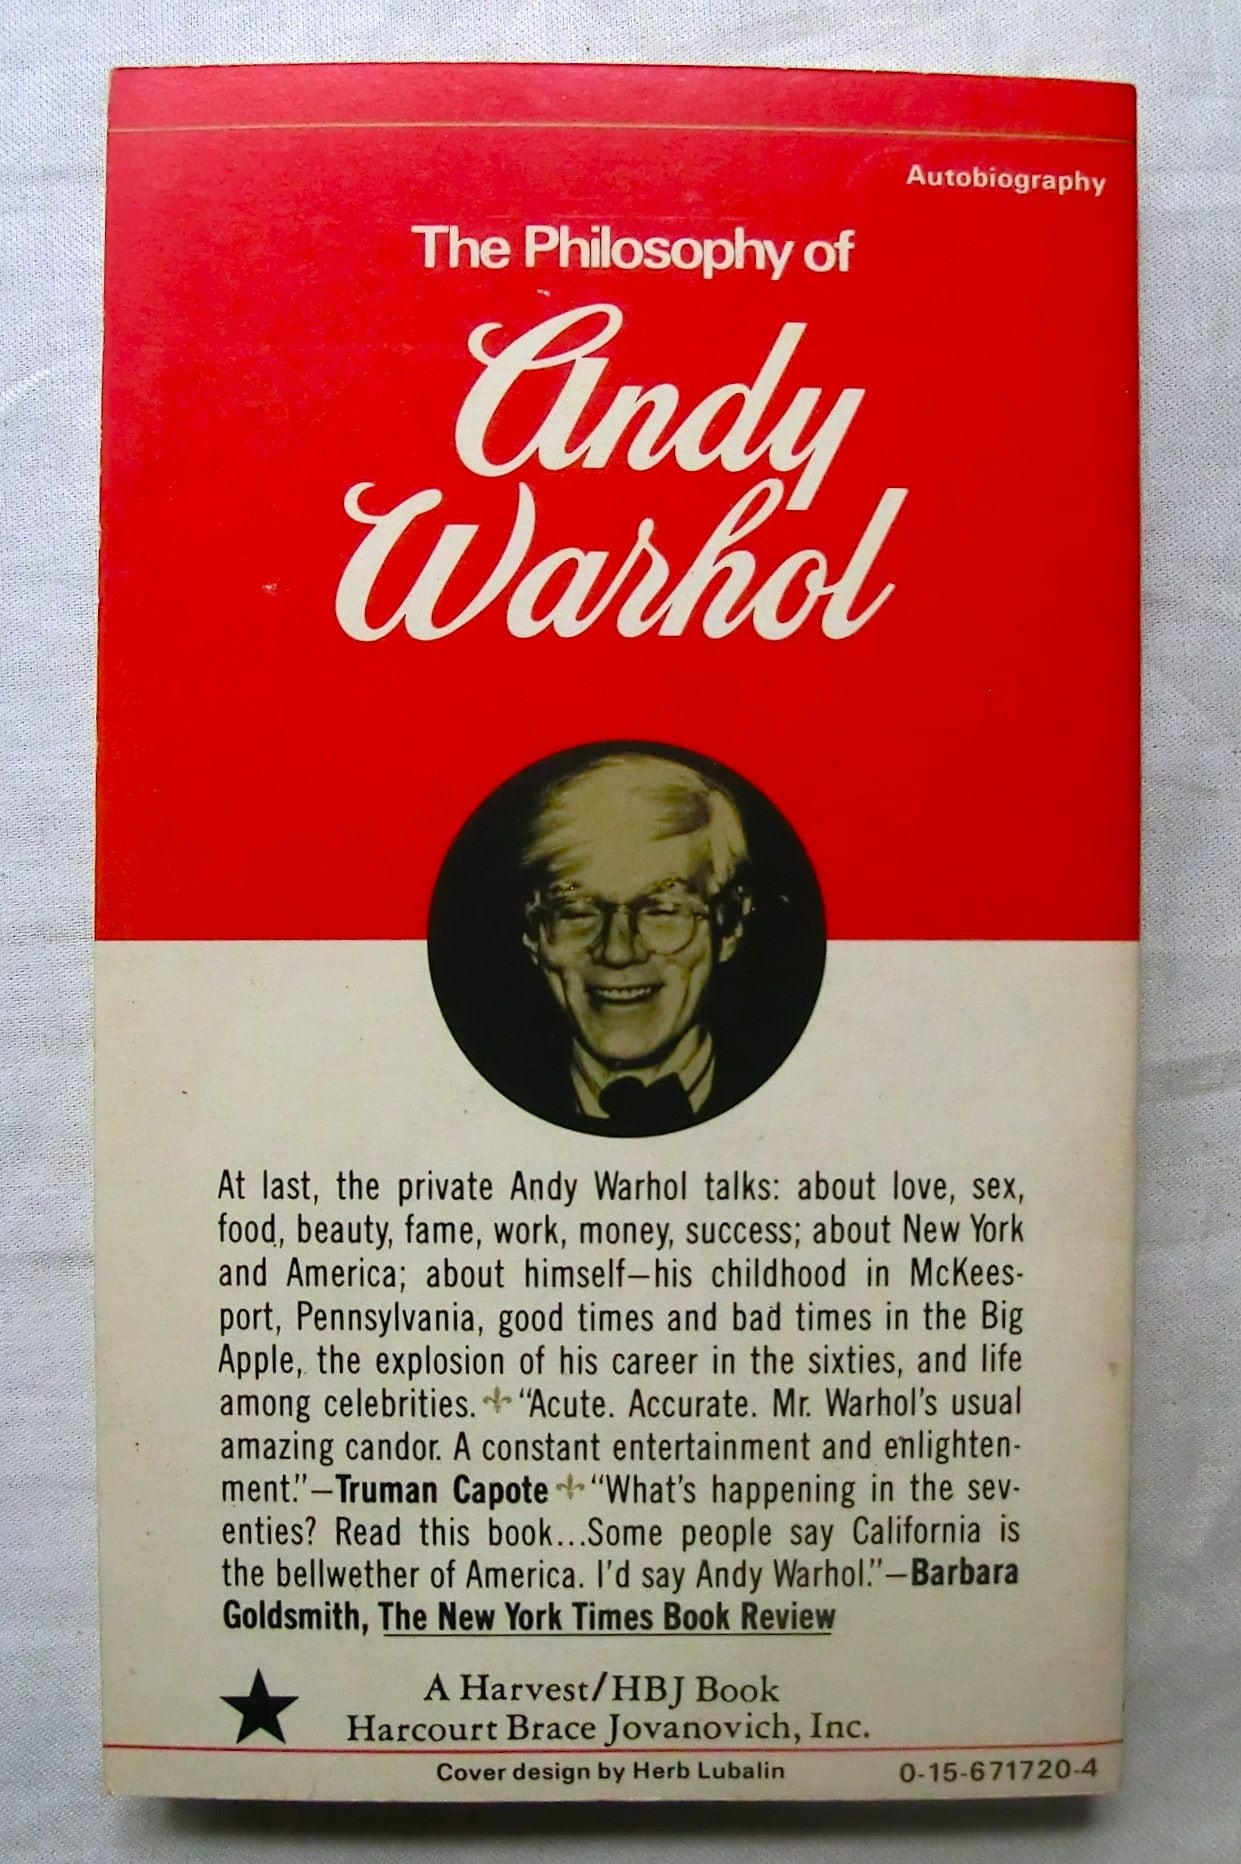 Autobiography
The Philosophy of
Andy
Warhol
At last, the private Andy Warhol talks: about love, sex,
food, beauty, fame, work, money, success; about New York
and America; about himself—his childhood in McKees-
port, Pennsylvania, good times and bad times in the Big
Apple, the explosion of his career in the sixties, and life
among celebrities. ⚜ “Acute. Accurate. Mr. Warhol’s usual
amazing candor. A constant entertainment and enlighten-
ment.”—Truman Capote ⚜ “What’s happening in the sev-
enties? Read this book...Some people say California is
the bellwether of America. I’d say Andy Warhol.”—Barbara
Goldsmith, The New York Times Book Review
A Harvest/HBJ Book
Harcourt Brace Jovanovich, Inc.
Cover design by Herb Lubalin
0-15-671720-4